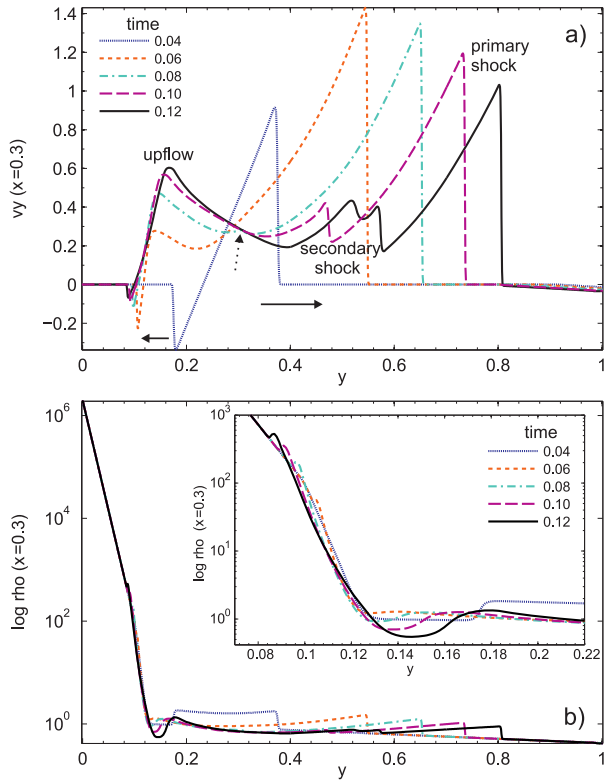 time
0.04
0.06
0.08
0.10
0.12
a)
primary
shock
upflow
secondary
shock
vy (x=0.3)
1.4
1.2
1
0.8
0.6
0.4
0.2
0
−0.2
0 0.2 0.4 0.6 0.8 1
y
b)
log rho (x=0.3)
10^6
10^4
10^2
10^0
0 0.2 0.4 0.6 0.8 1
y
time
0.04
0.06
0.08
0.10
0.12
log rho (x=0.3)
10^3
10^2
10^1
10^0
0.08 0.1 0.12 0.14 0.16 0.18 0.2 0.22
y